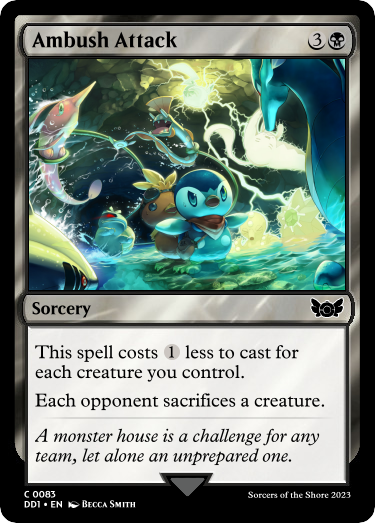 Ambush Attack 3
Sorcery
This spell costs 1 less to cast for
each creature you control.
Each opponent sacrifices a creature.
A monster house is a challenge for any
team, let alone an unprepared one.
C 0083
DD1 • EN Becca Smith
Sorcers of the Shore 2023